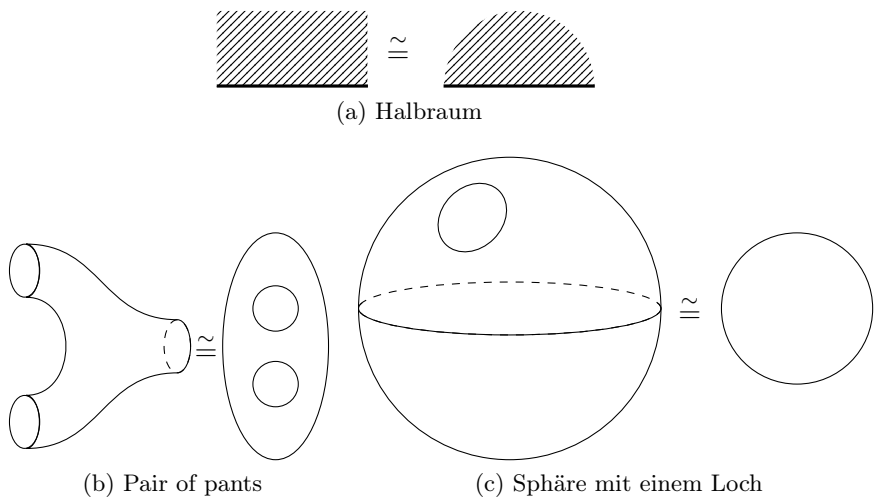 ≅
(a) Halbraum
≅
≅
(b) Pair of pants
(c) Sphäre mit einem Loch